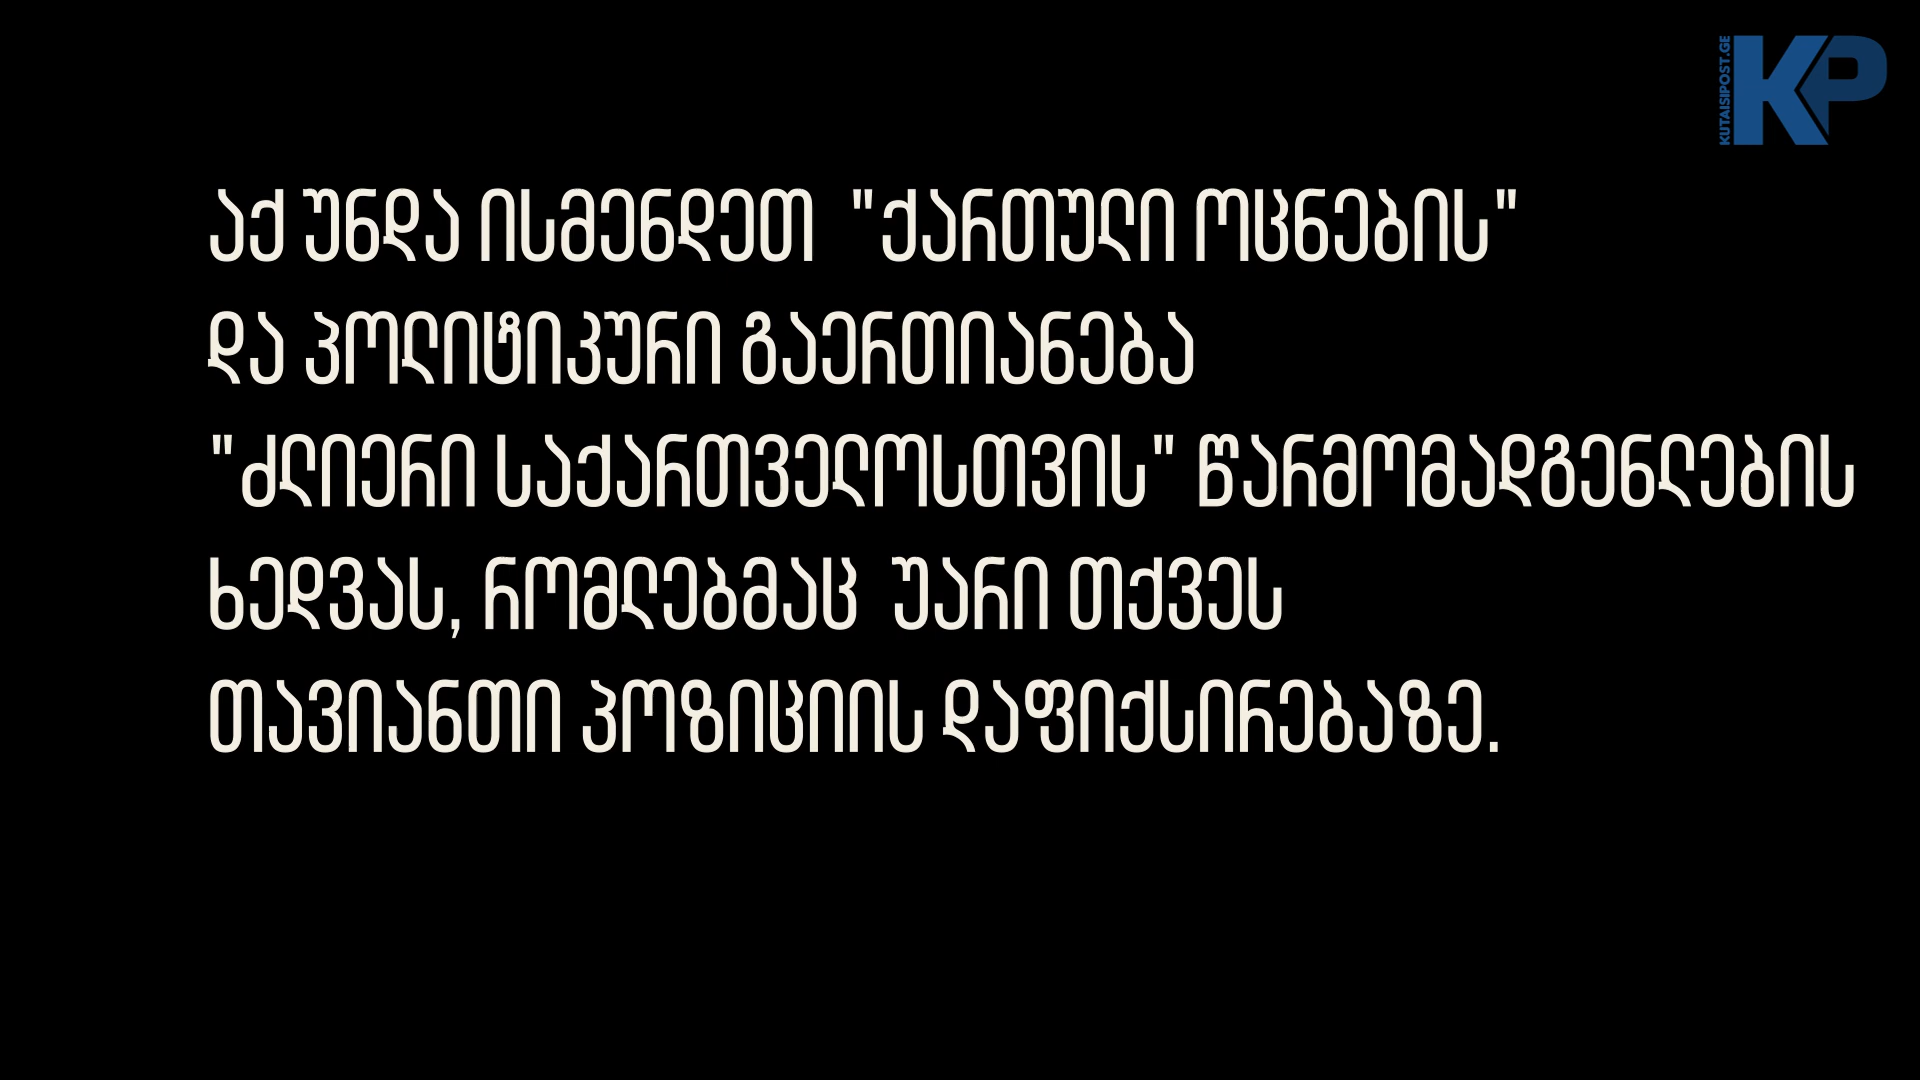 KUTAISIPOST.GE
KP
აქ უნდა ისმენდეთ "ქართული ოცნების"
და პოლიტიკური გაერთიანება
"ძლიერი საქართველოსთვის" წარმომადგენლების
ხედვას, რომლებმაც უარი თქვეს
თავიანთი პოზიციის დაფიქსირებაზე.